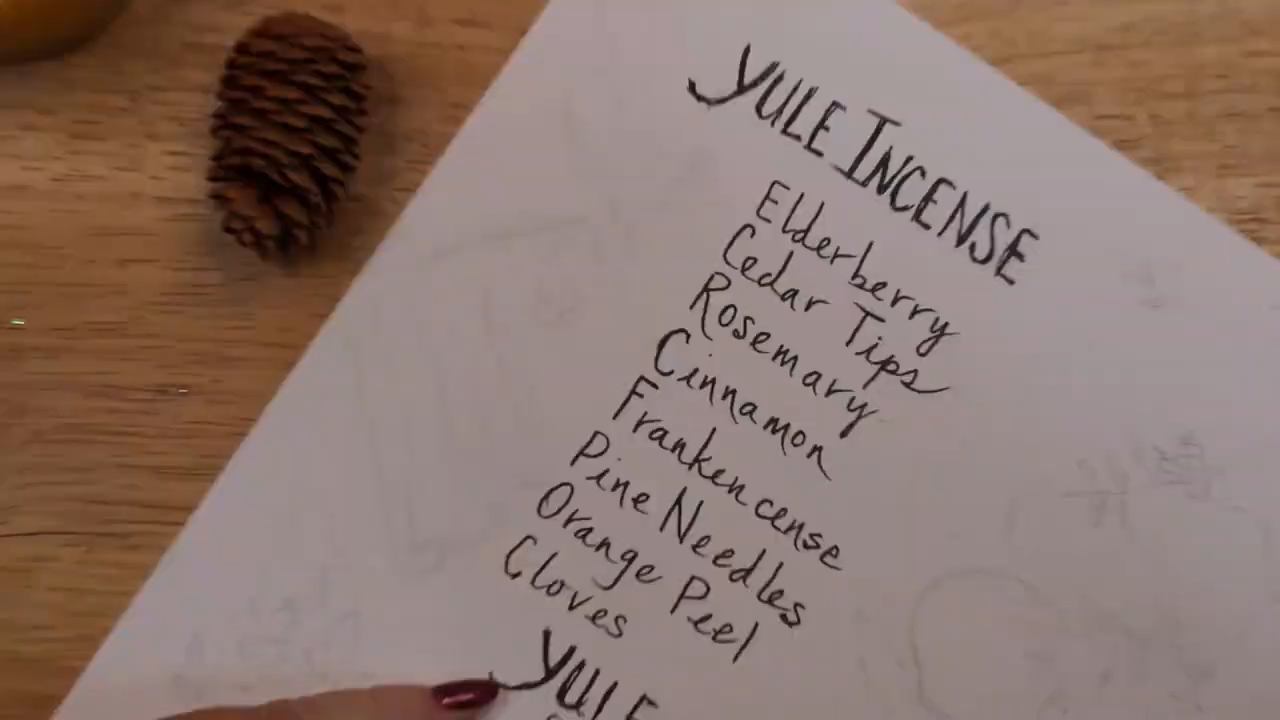 YULE INCENSE
Elderberry
Cedar Tips
Rosemary
Cinnamon
Frankencense
Pine Needles
Orange Peel
Cloves
YULE